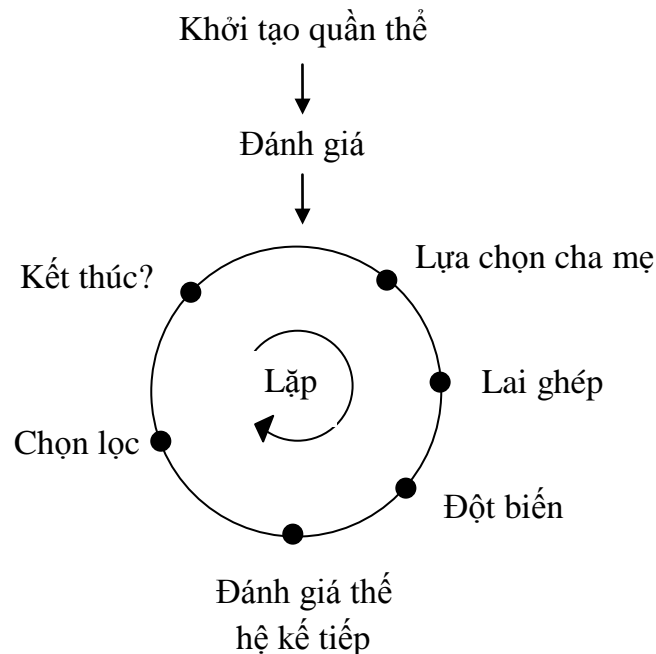 Khởi tạo quần thể
Đánh giá
Lựa chọn cha mẹ
Kết thúc?
Lặp
Lai ghép
Chọn lọc
Đột biến
Đánh giá thế
hệ kế tiếp